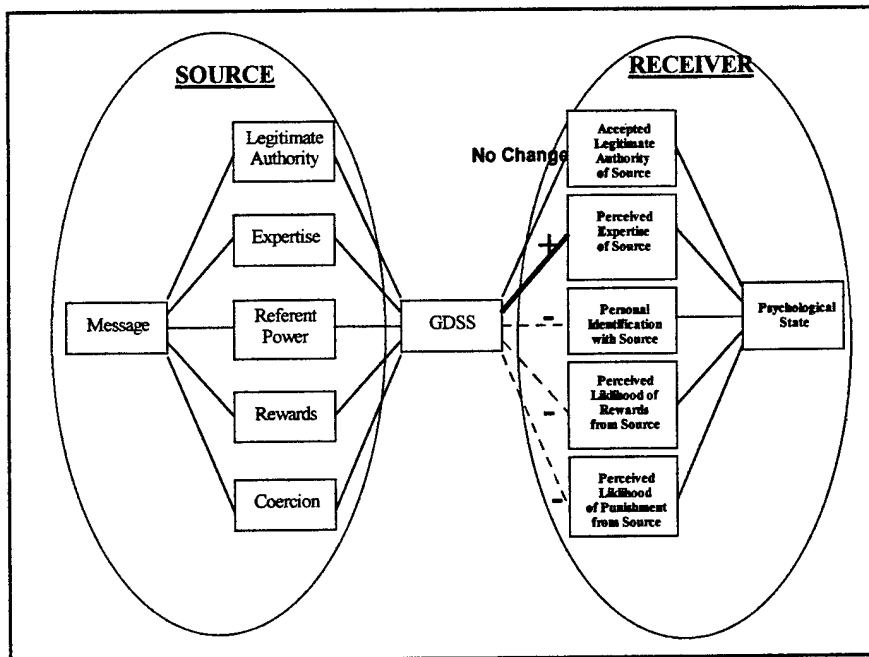 SOURCE
RECEIVER
Legitimate
Authority
Expertise
Message
Referent
Power
Rewards
Coercion
GDSS
No Change
+
-
-
-
Accepted
Legitimate
Authority
of Source
Perceived
Expertise
of Source
Personal
Identification
with Source
Perceived
Liklihood of
Rewards
from Source
Perceived
Liklihood
of Punishment
from Source
Psychological
State